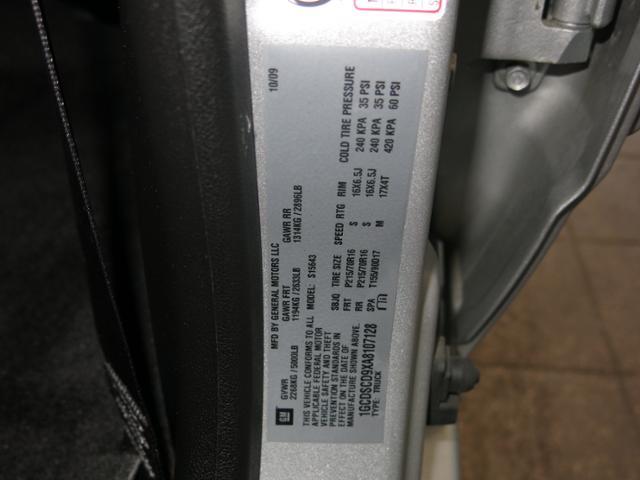 MFD BY GENERAL MOTORS LLC 10/09
GVWR GAWR FRT GAWR RR
2268KG / 5000LB 1194KG / 2633LB 1314KG / 2896LB
THIS VEHICLE CONFORMS TO ALL
APPLICABLE FEDERAL MOTOR
VEHICLE SAFETY AND THEFT
PREVENTION STANDARDS IN
EFFECT ON THE DATE OF
MANUFACTURE SHOWN ABOVE.
1GCDSCD9XA8107128
TYPE: TRUCK
MODEL: S15643
SBJQ TIRE SIZE SPEED RTG RIM COLD TIRE PRESSURE
FRT P215/70R16 S 16X6.5J 240 KPA 35 PSI
RR P215/70R16 S 16X6.5J 240 KPA 35 PSI
SPA T155/90D17 M 17X4T 420 KPA 60 PSI
GM